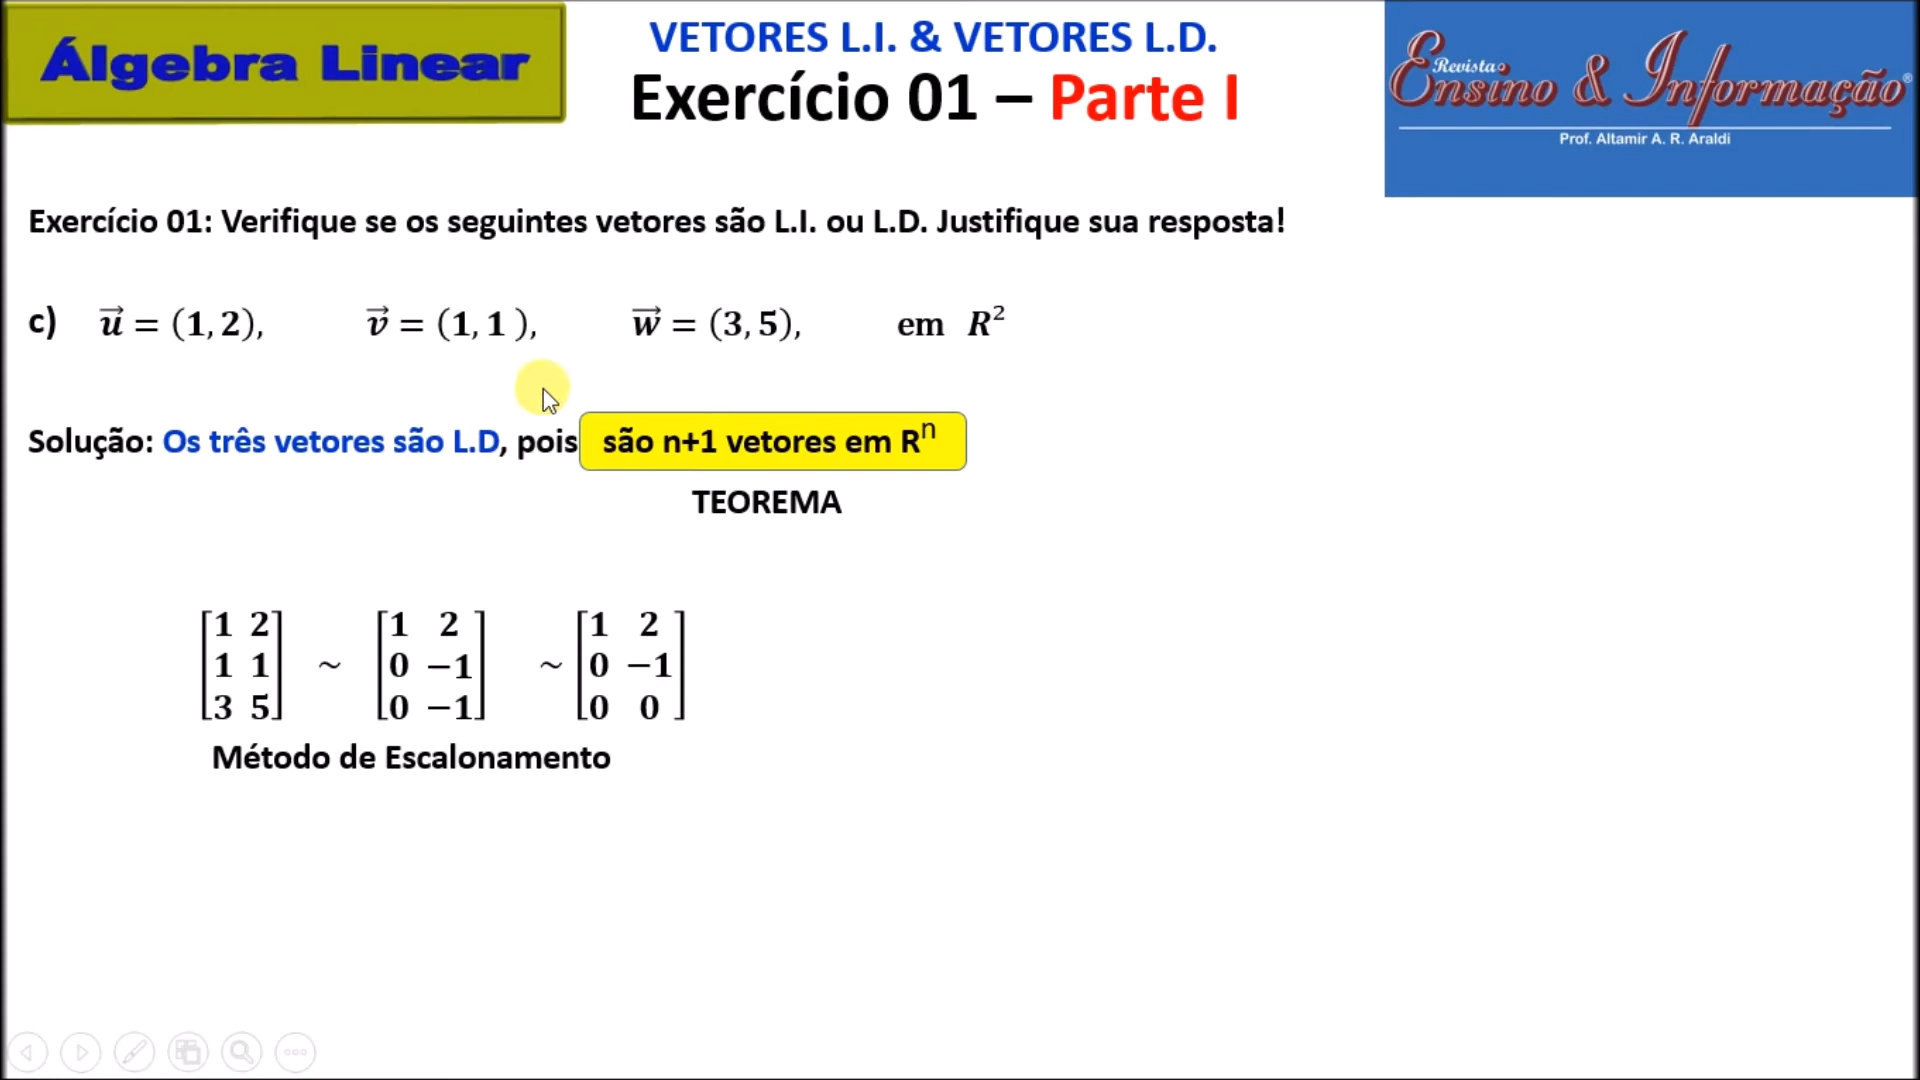 Álgebra Linear
VETORES L.I. & VETORES L.D.
Exercício 01 – Parte I
Revista
Ensino & Informação®
Prof. Altamir A. R. Araldi
Exercício 01: Verifique se os seguintes vetores são L.I. ou L.D. Justifique sua resposta!
c) u⃗ = (1, 2), v⃗ = (1, 1 ), w⃗ = (3, 5), em R²
Solução: Os três vetores são L.D, pois são n+1 vetores em Rⁿ
TEOREMA
[1 2] [1 2] [1 2]
[1 1] ~ [0 −1] ~ [0 −1]
[3 5] [0 −1] [0 0]
Método de Escalonamento